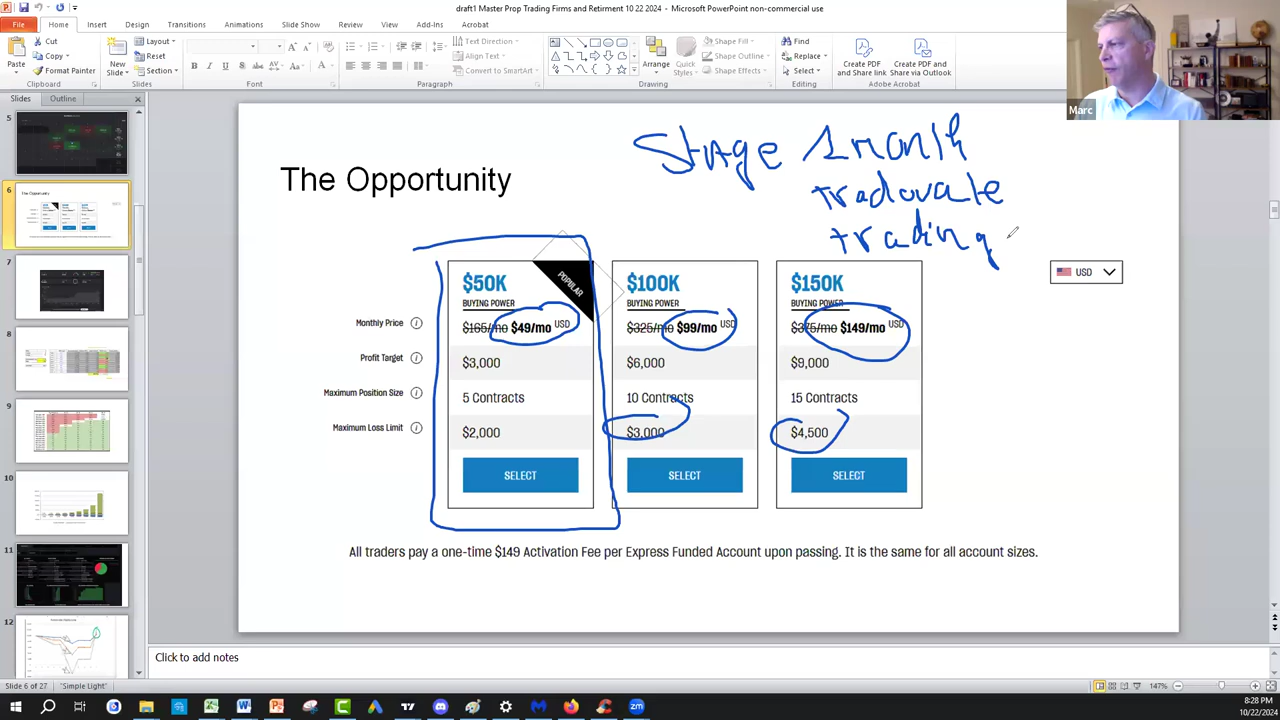 draft1 Master Prop Trading Firms and Retirment 10 22 2024 - Microsoft PowerPoint non-commercial use
File Home Insert Design Transitions Animations Slide Show Review View Add-Ins Acrobat
Cut
Copy
Format Painter
Paste
Clipboard
New Slide
Layout
Reset
Section
Slides
Font
Text Direction
Align Text
Convert to SmartArt
Paragraph
Arrange
Quick Styles
Shape Fill
Shape Outline
Shape Effects
Drawing
Find
Replace
Select
Editing
Create PDF and Share link
Create PDF and Share via Outlook
Adobe Acrobat
Marc
Slides Outline
5
6
7
8
9
10
11
12
Stage 1 month
tradovate
trading
The Opportunity
POPULAR
$50K $100K $150K
BUYING POWER BUYING POWER BUYING POWER
USD
Monthly Price $165/mo $49/mo USD $325/mo $99/mo USD $375/mo $149/mo USD
Profit Target $3,000 $6,000 $9,000
Maximum Position Size 5 Contracts 10 Contracts 15 Contracts
Maximum Loss Limit $2,000 $3,000 $4,500
SELECT SELECT SELECT
All traders pay a one-time $149 Activation Fee per Express Funded Account upon passing. It is the same for all account sizes.
Click to add notes
Slide 6 of 27 "Simple Light" 147%
8:28 PM
10/22/2024